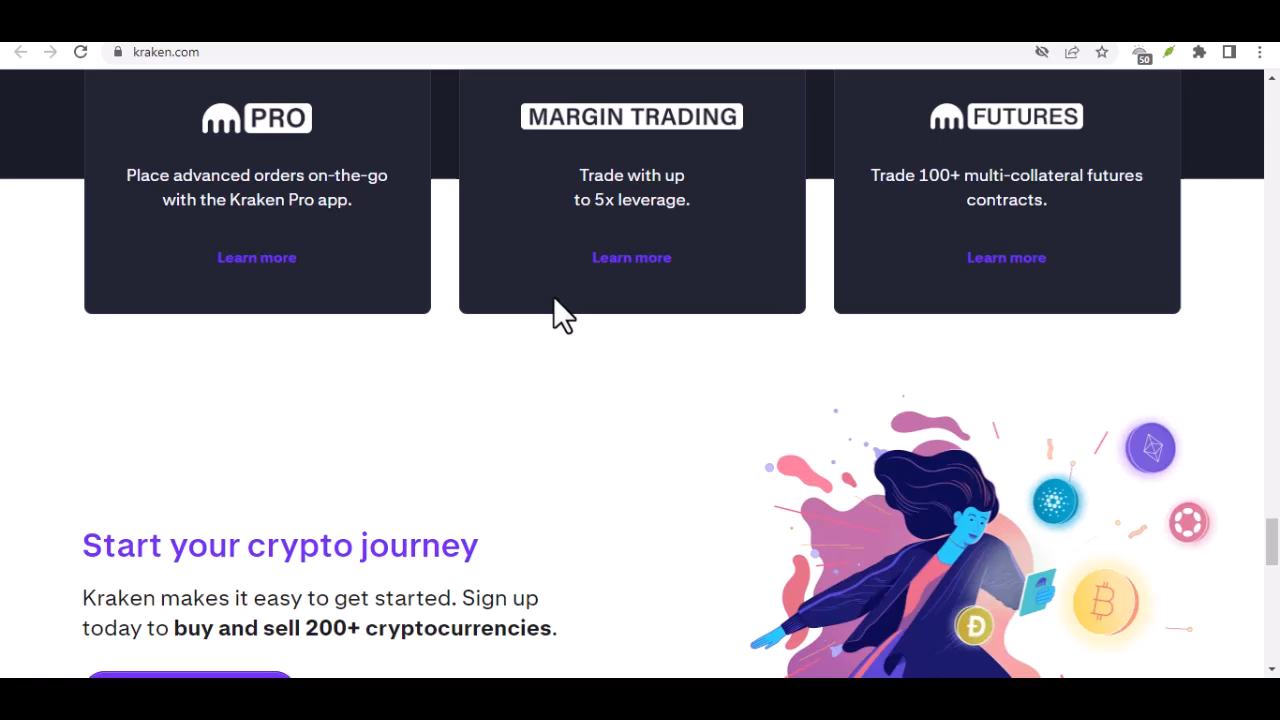 kraken.com
50
PRO
MARGIN TRADING
FUTURES
Place advanced orders on-the-go
with the Kraken Pro app.
Trade with up
to 5x leverage.
Trade 100+ multi-collateral futures
contracts.
Learn more
Learn more
Learn more
Start your crypto journey
Kraken makes it easy to get started. Sign up
today to buy and sell 200+ cryptocurrencies.